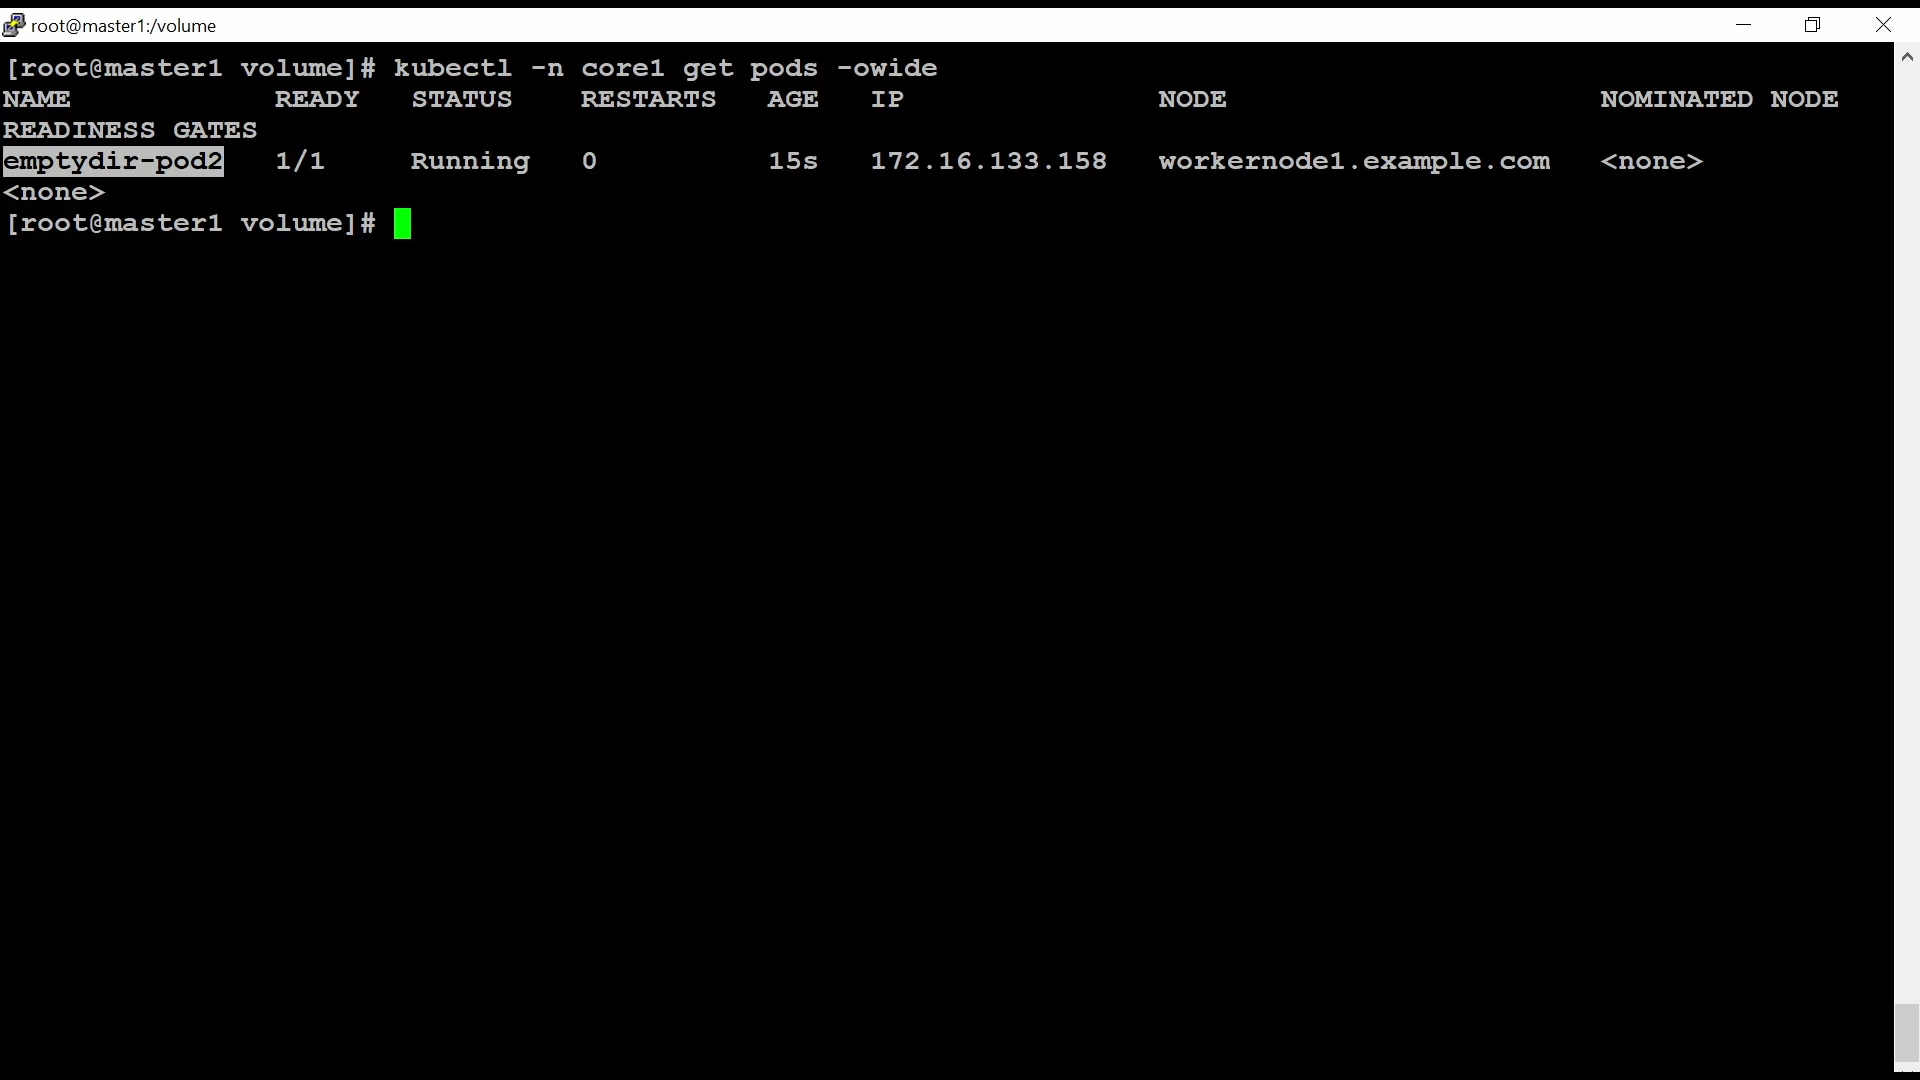 root@master1:/volume
[root@master1 volume]# kubectl -n core1 get pods -owide
NAME            READY   STATUS    RESTARTS   AGE   IP               NODE                      NOMINATED NODE
READINESS GATES
emptydir-pod2   1/1     Running   0          15s   172.16.133.158   workernode1.example.com   <none>
<none>
[root@master1 volume]#